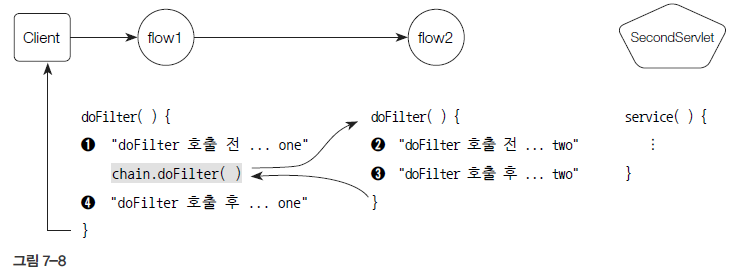 Client
flow1
flow2
SecondServlet
doFilter( ) {
❶ "doFilter 호출 전 ... one"
chain.doFilter( )
❹ "doFilter 호출 후 ... one"
}
doFilter( ) {
❷ "doFilter 호출 전 ... two"
❸ "doFilter 호출 후 ... two"
}
service( ) {
⋮
}
그림 7-8